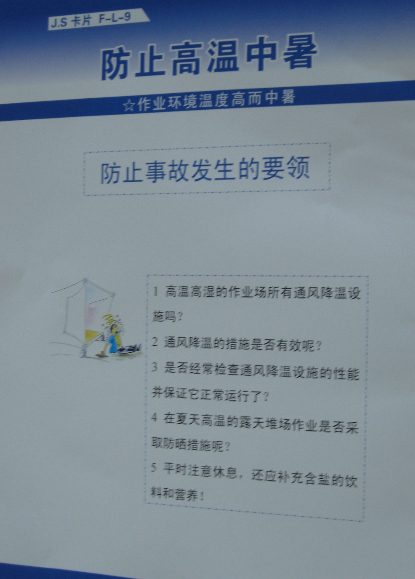 J.S 卡片 F-L-9
防止高温中暑
☆作业环境温度高而中暑
防止事故发生的要领
1 高温高湿的作业场所有通风降温设
施吗？
2 通风降温的措施是否有效呢？
3 是否经常检查通风降温设施的性能
并保证它正常运行了？
4 在夏天高温的露天堆场作业是否采
取防晒措施呢？
5 平时注意休息，还应补充含盐的饮
料和营养！